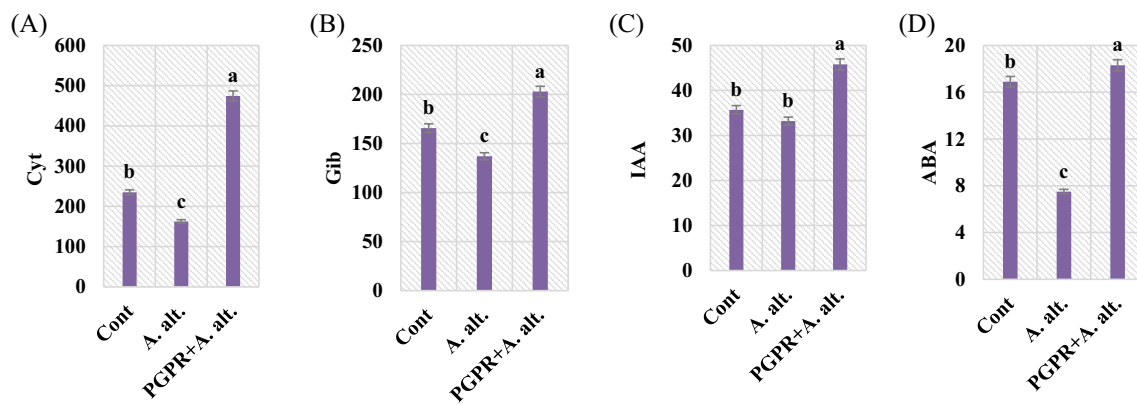 (A)
600
500
400
300
200
100
0
Cyt
b
c
a
Cont
A. alt.
PGPR+A. alt.
(B)
250
200
150
100
50
0
Gib
b
c
a
Cont
A. alt.
PGPR+A. alt.
(C)
50
40
30
20
10
0
IAA
b
b
a
Cont
A. alt.
PGPR+A. alt.
(D)
20
16
12
8
4
0
ABA
b
c
a
Cont
A. alt.
PGPR+A. alt.